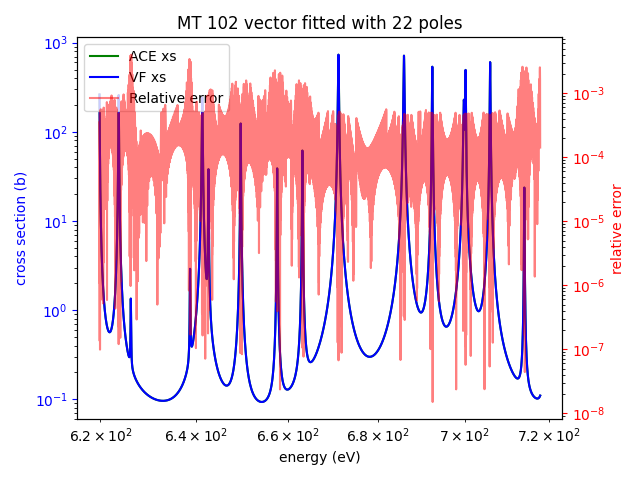 MT 102 vector fitted with 22 poles
ACE xs
VF xs
Relative error
cross section (b)
10³
10²
10¹
10⁰
10⁻¹
relative error
10⁻³
10⁻⁴
10⁻⁵
10⁻⁶
10⁻⁷
10⁻⁸
6.2 × 10² 6.4 × 10² 6.6 × 10² 6.8 × 10² 7 × 10² 7.2 × 10²
energy (eV)